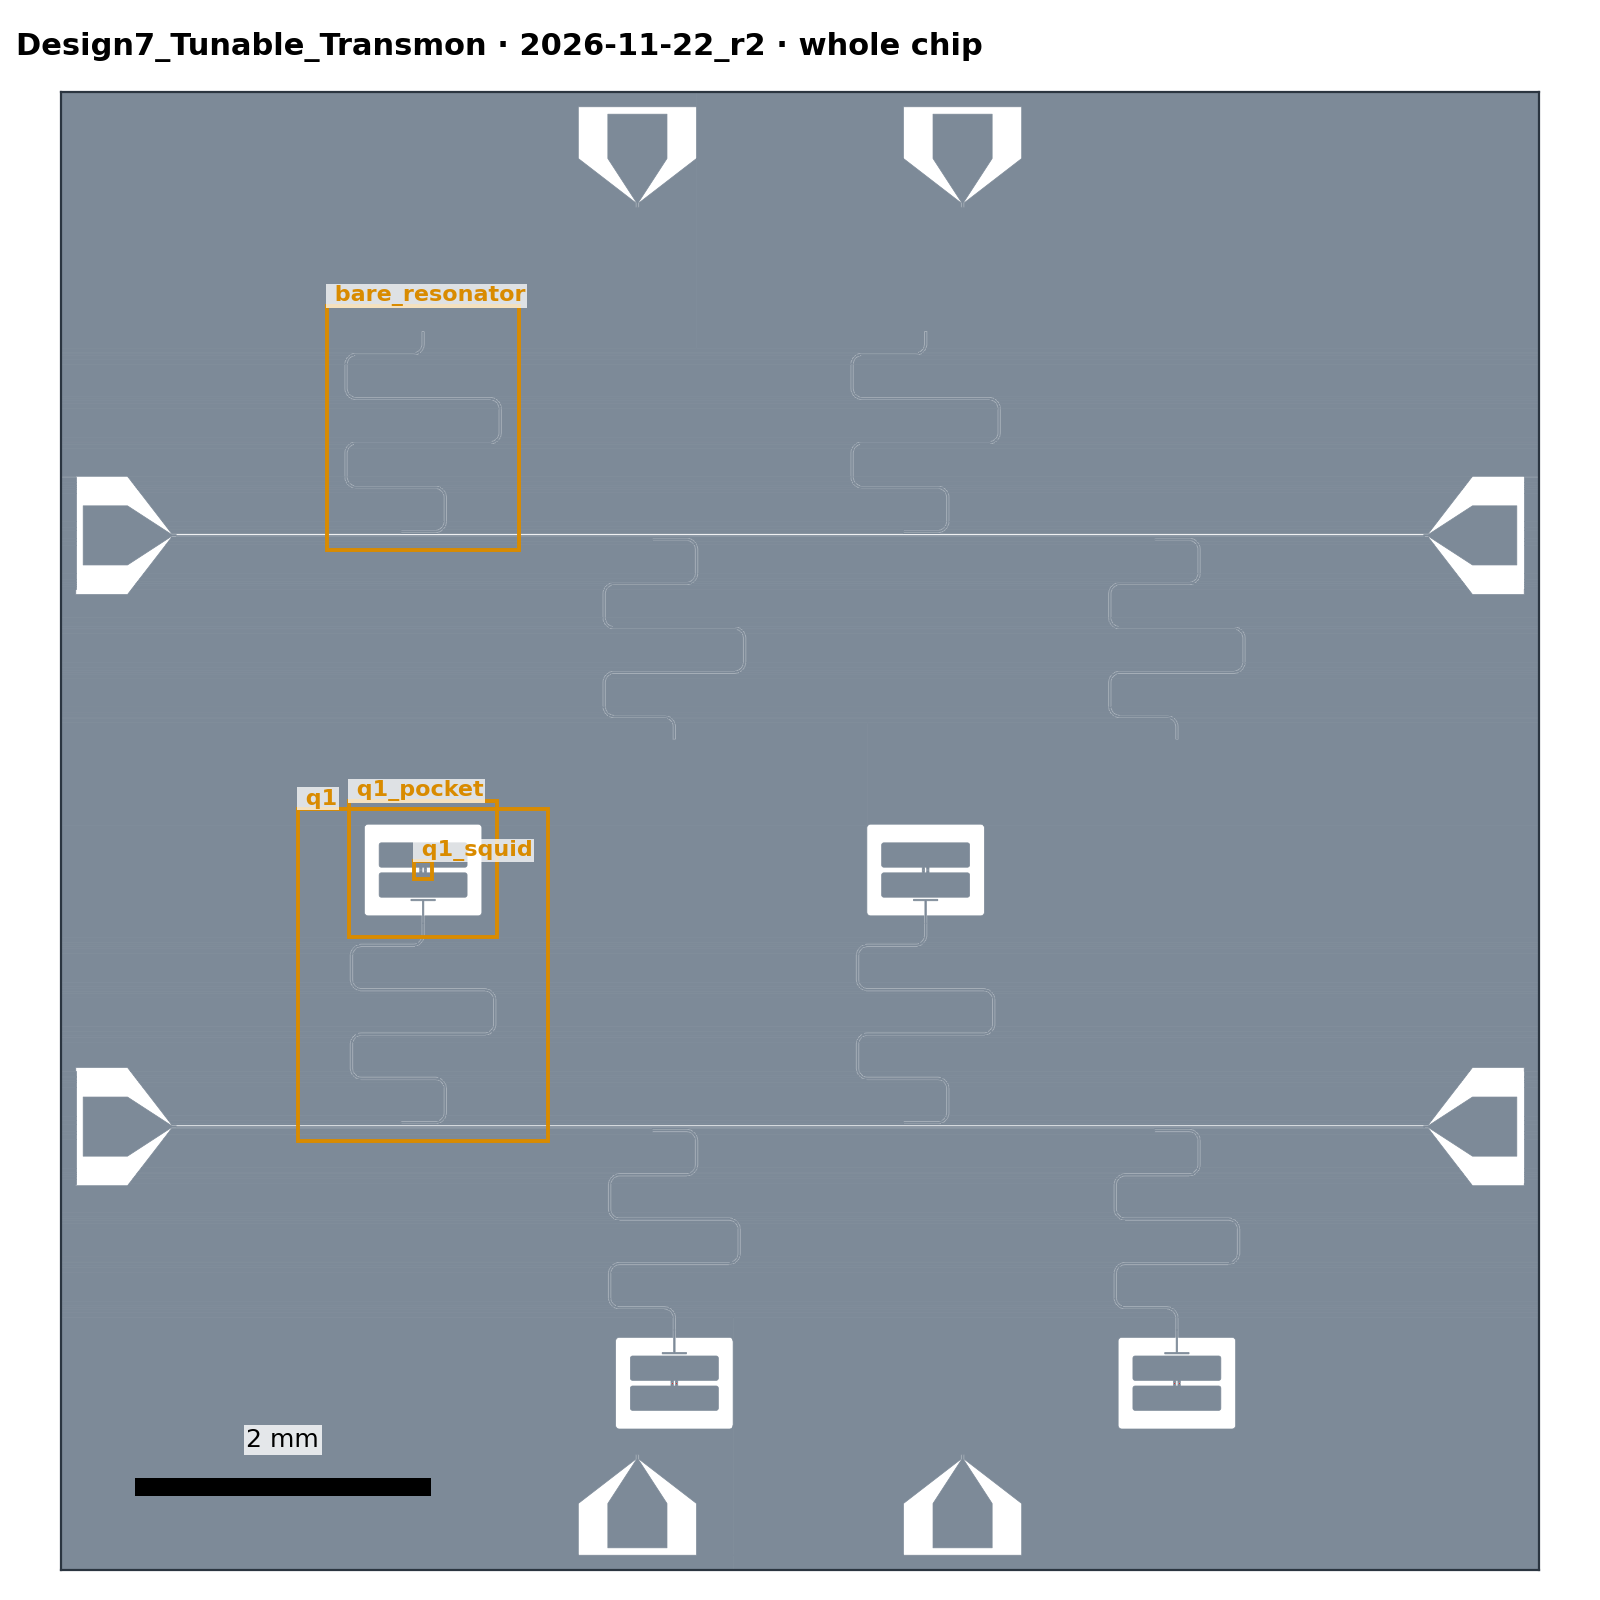 Design7_Tunable_Transmon · 2026-11-22_r2 · whole chip
bare_resonator
q1_pocket
q1
q1_squid
2 mm